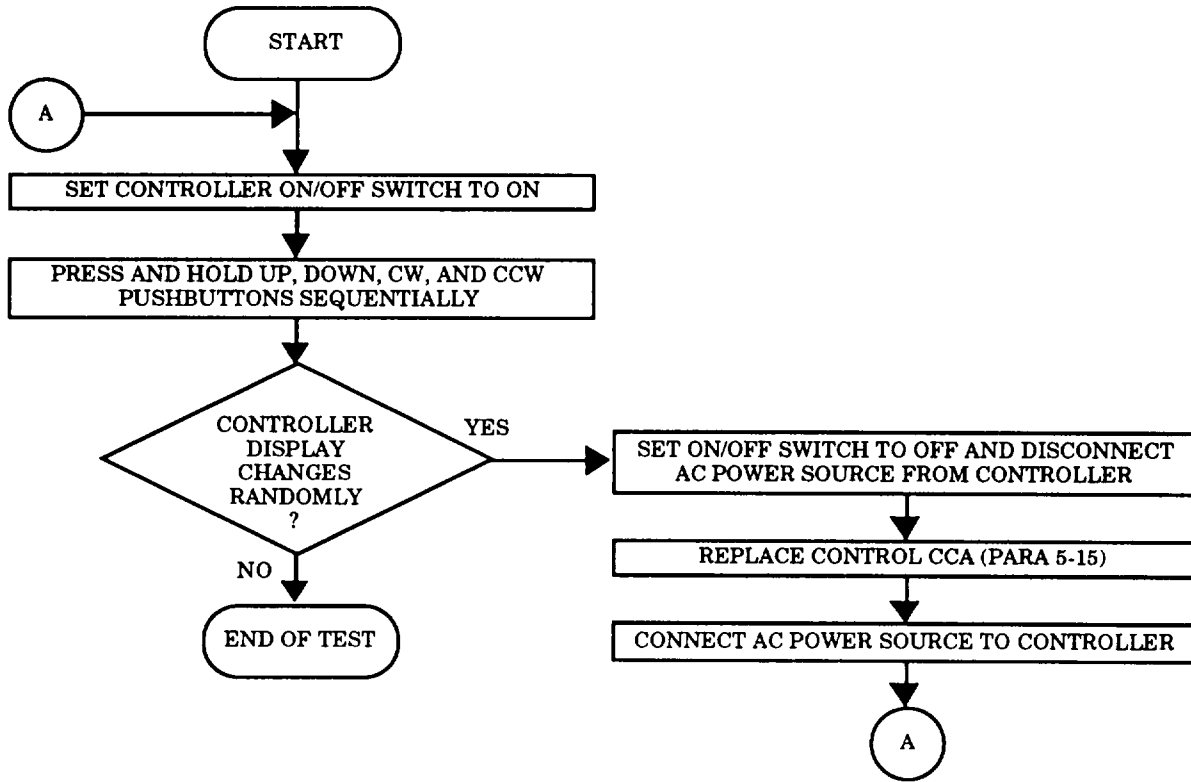 START
A
SET CONTROLLER ON/OFF SWITCH TO ON
PRESS AND HOLD UP, DOWN, CW, AND CCW
PUSHBUTTONS SEQUENTIALLY
CONTROLLER
DISPLAY
CHANGES
RANDOMLY
?
YES
NO
END OF TEST
SET ON/OFF SWITCH TO OFF AND DISCONNECT
AC POWER SOURCE FROM CONTROLLER
REPLACE CONTROL CCA (PARA 5-15)
CONNECT AC POWER SOURCE TO CONTROLLER
A